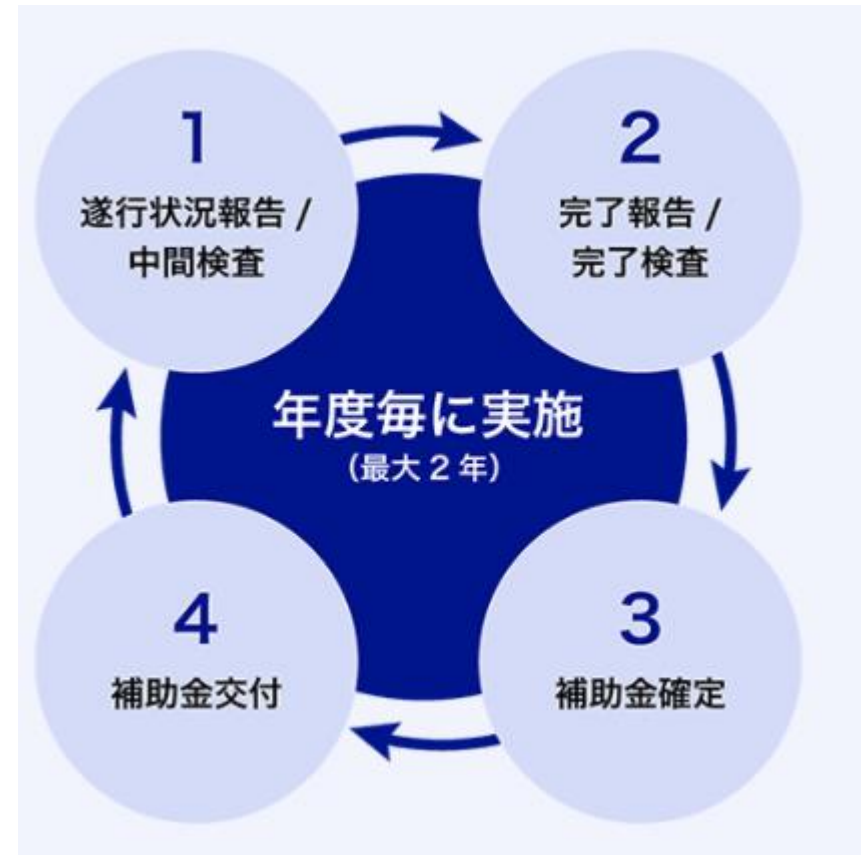 1
遂行状況報告 /
中間検査
2
完了報告 /
完了検査
年度毎に実施
（最大 2 年）
4
補助金交付
3
補助金確定